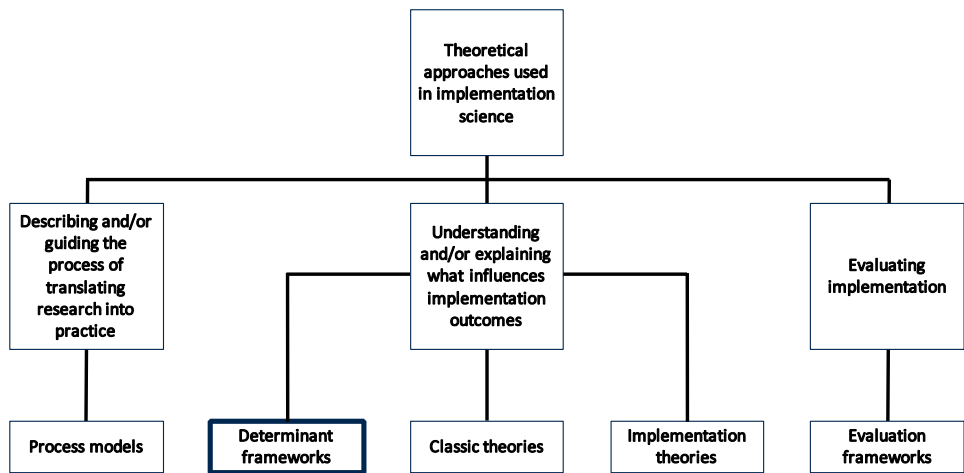 Theoretical
approaches used
in implementation
science
Describing and/or
guiding the
process of
translating
research into
practice
Understanding
and/or explaining
what influences
implementation
outcomes
Evaluating
implementation
Process models
Determinant
frameworks
Classic theories
Implementation
theories
Evaluation
frameworks